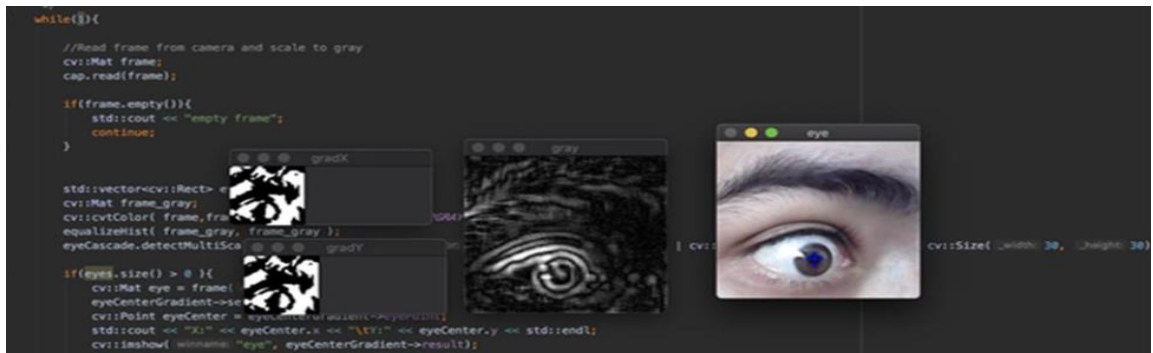 while(1){
//Read frame from camera and scale to gray
cv::Mat frame;
cap.read(frame);
if(frame.empty()){
std::cout << "empty frame";
continue;
}
eye
gradX
gray
std::vector<cv::Rect> e
cv::Mat frame_gray;
cv::cvtColor( frame,fra
equalizeHist( frame_gray, frame_gray );
eyeCascade.detectMultiSca | cv:: cv::Size( _width: 30, _height: 30)
gradY
if(eyes.size() > 0 ){
cv::Mat eye = frame(
eyeCenterGradient->se
cv::Point eyeCenter =
std::cout << "X:" << eyeCenter.x << "\tY:" << eyeCenter.y << std::endl;
cv::imshow( winname: "eye", eyeCenterGradient->result);